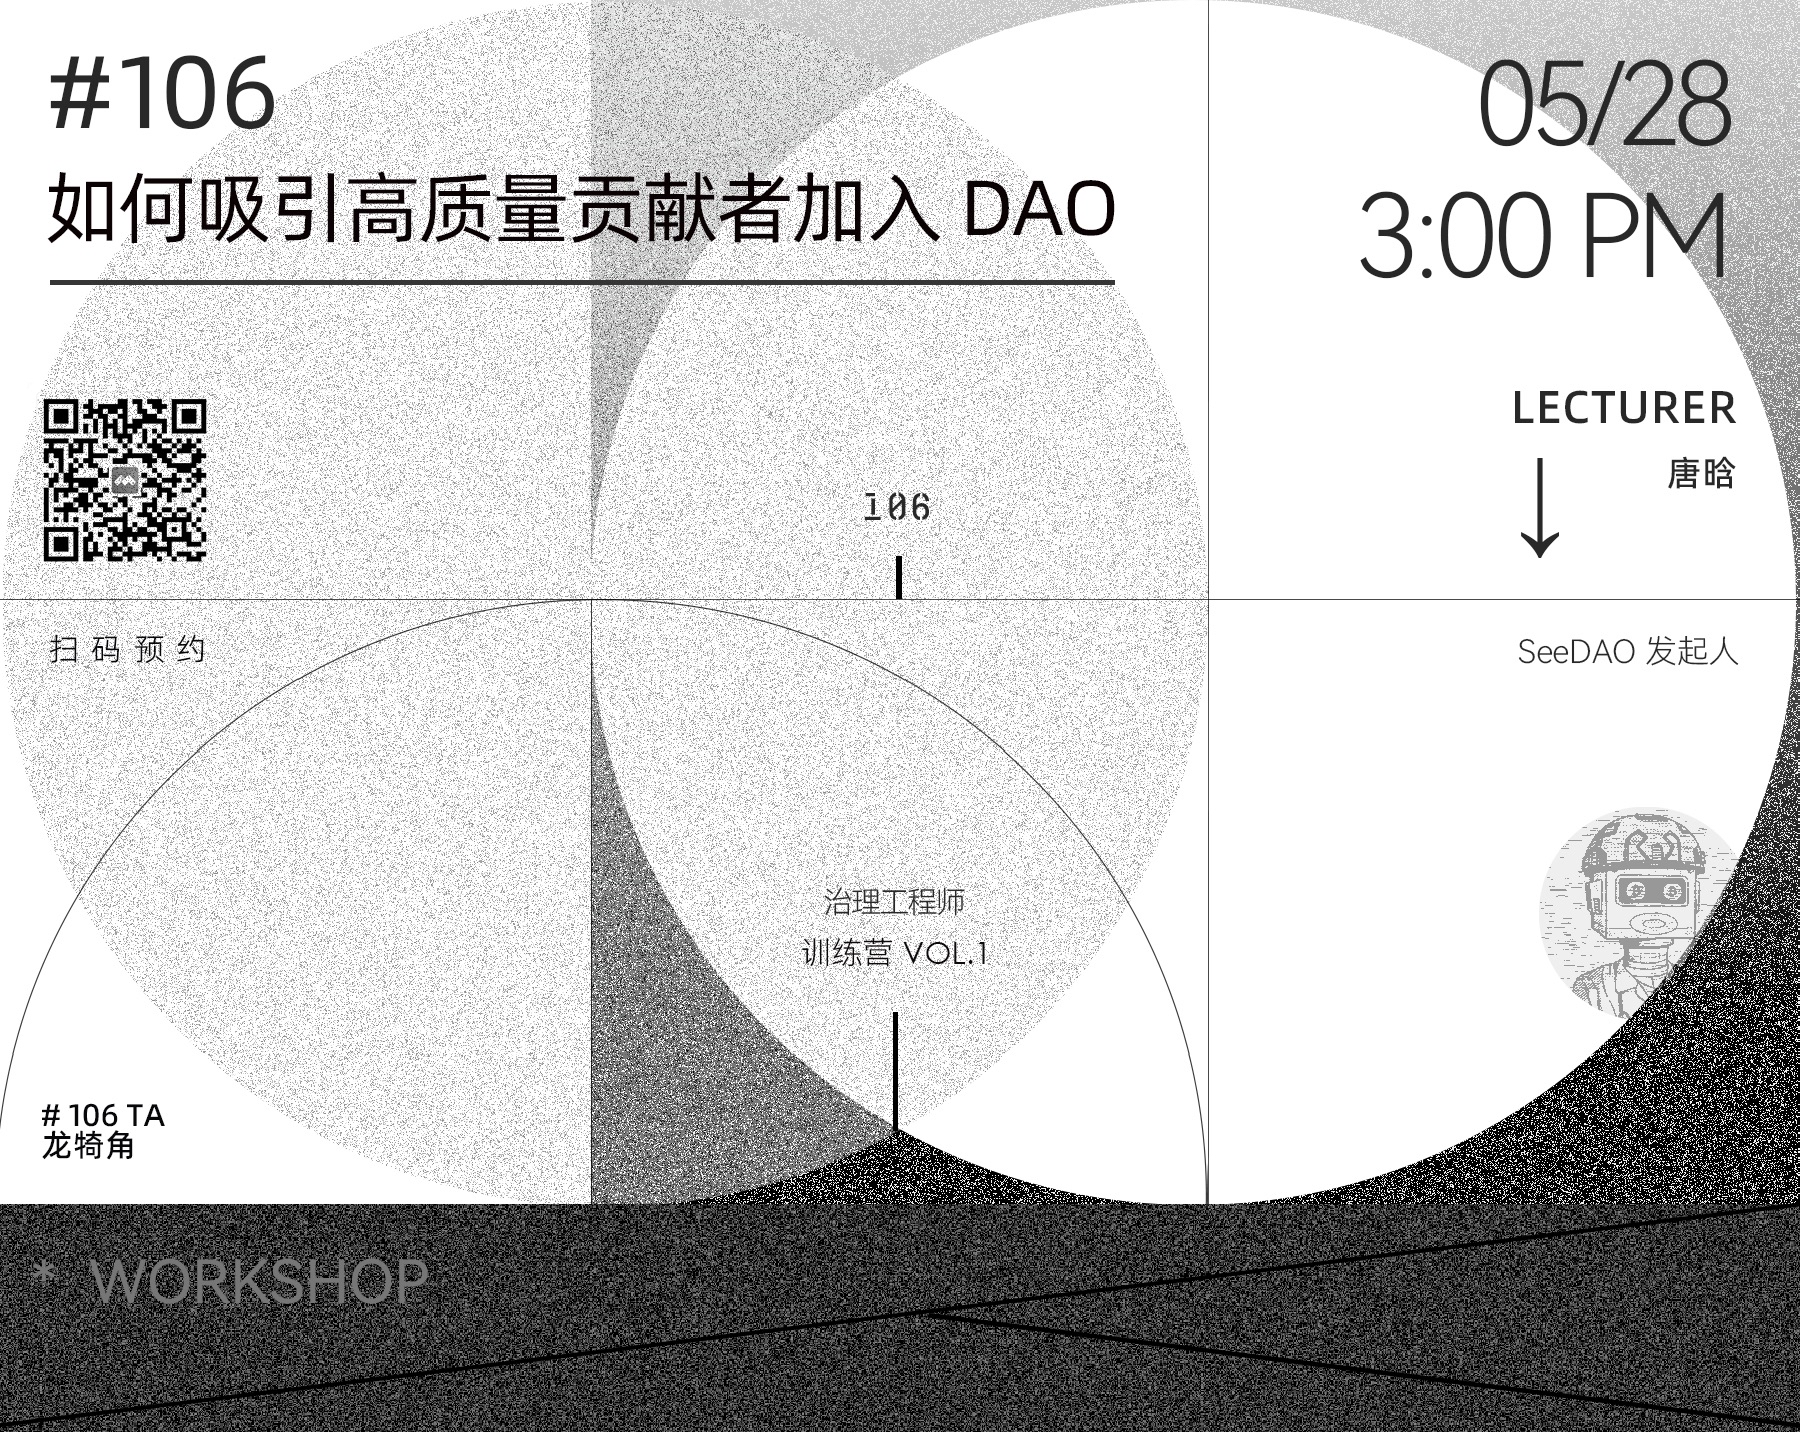 #106
如何吸引高质量贡献者加入 DAO
05/28
3:00 PM
LECTURER
唐晗
106
扫码预约
SeeDAO 发起人
治理工程师
训练营 VOL.1
# 106 TA
龙犄角
* WORKSHOP